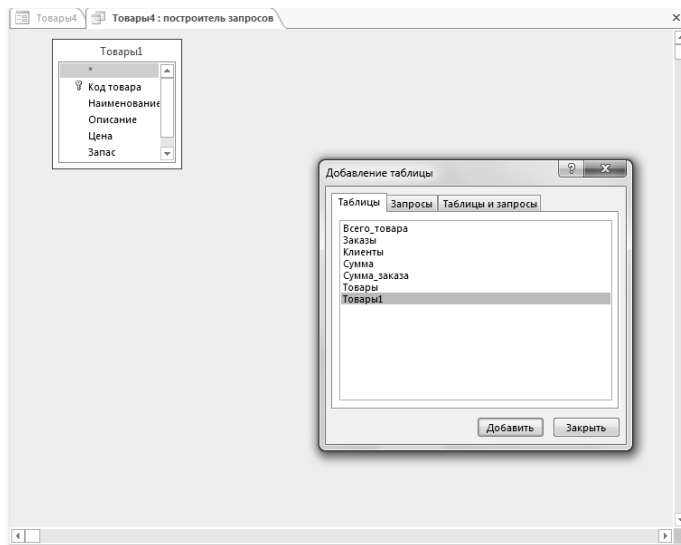 Товары4
Товары4 : построитель запросов
Товары1
*
Код товара
Наименование
Описание
Цена
Запас
Добавление таблицы
Таблицы
Запросы
Таблицы и запросы
Всего_товара
Заказы
Клиенты
Сумма
Сумма_заказа
Товары
Товары1
Добавить
Закрыть